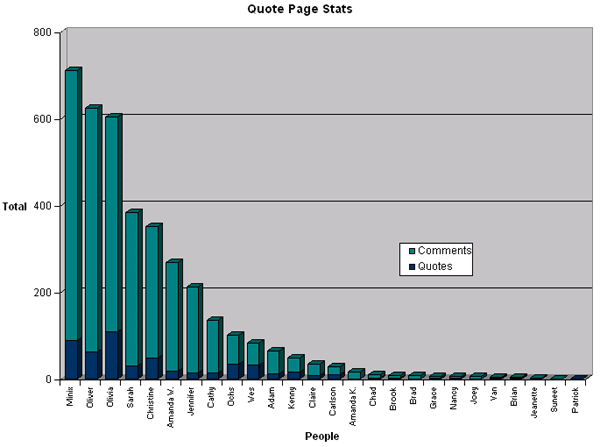 Quote Page Stats
800
600
400
200
0
Total
Comments
Quotes
Minis
Oliver
Olivia
Sarah
Christine
Amanda W.
Jennifer
Cathy
Ochs
Wes
Adam
Kenny
Claire
Carlson
Amanda K.
Chad
Brook
Brad
Grace
Nancy
Joey
Van
Brian
Jeanette
Suneet
Patrick
People